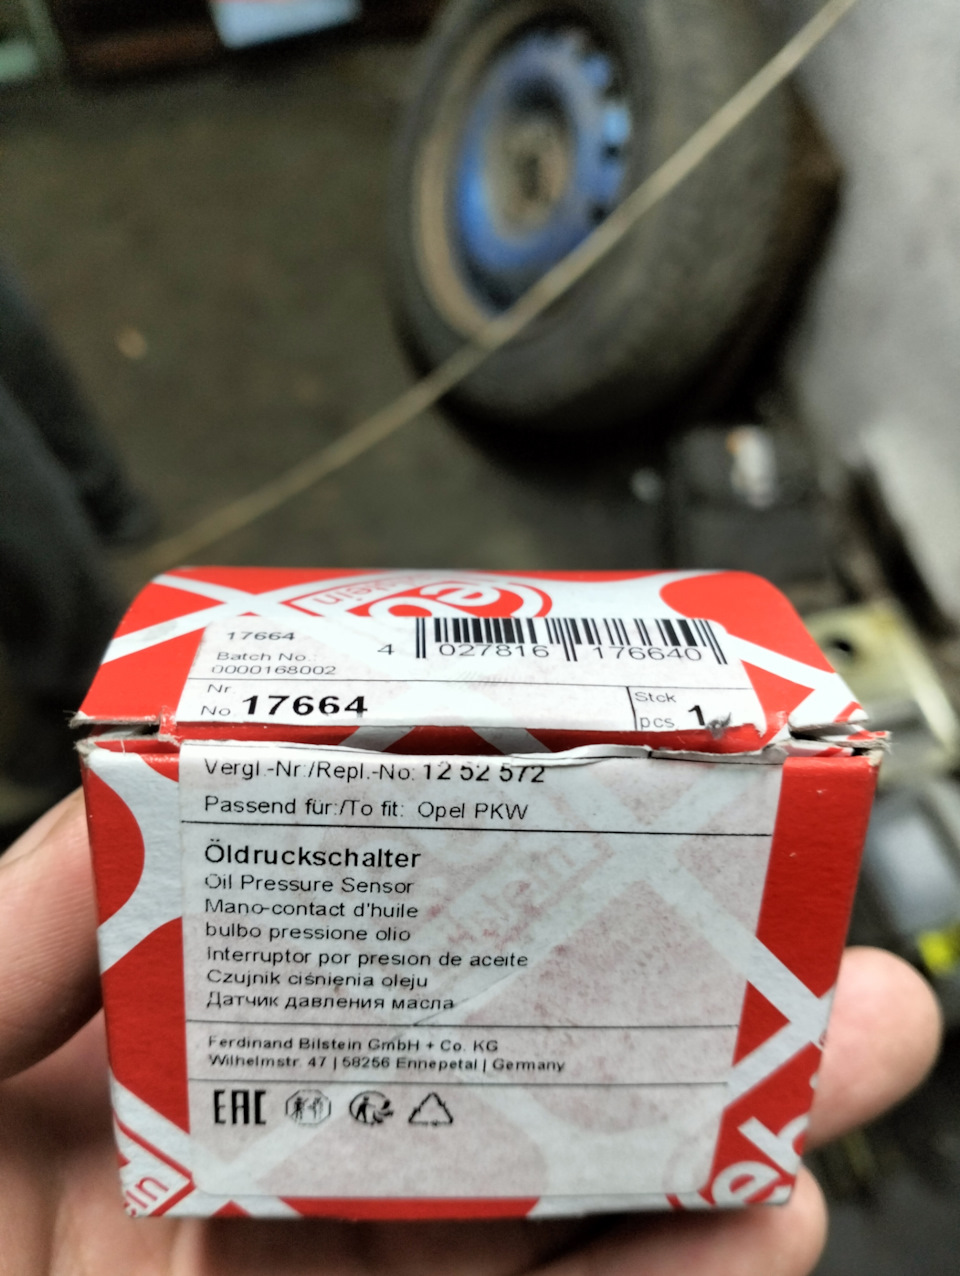 bilstein
17664
Batch No.:
0000168002
4 027816 176640
Nr
No 17664
Stck
pcs 1
Vergl.-Nr:/Repl.-No: 12 52 572
Passend für:/To fit: Opel PKW
Öldruckschalter
Oil Pressure Sensor
Mano-contact d'huile
bulbo pressione olio
Interruptor por presion de aceite
Czujnik ciśnienia oleju
Датчик давления масла
Ferdinand Bilstein GmbH + Co. KG
Wilhelmstr. 47 | 58256 Ennepetal | Germany
EAC